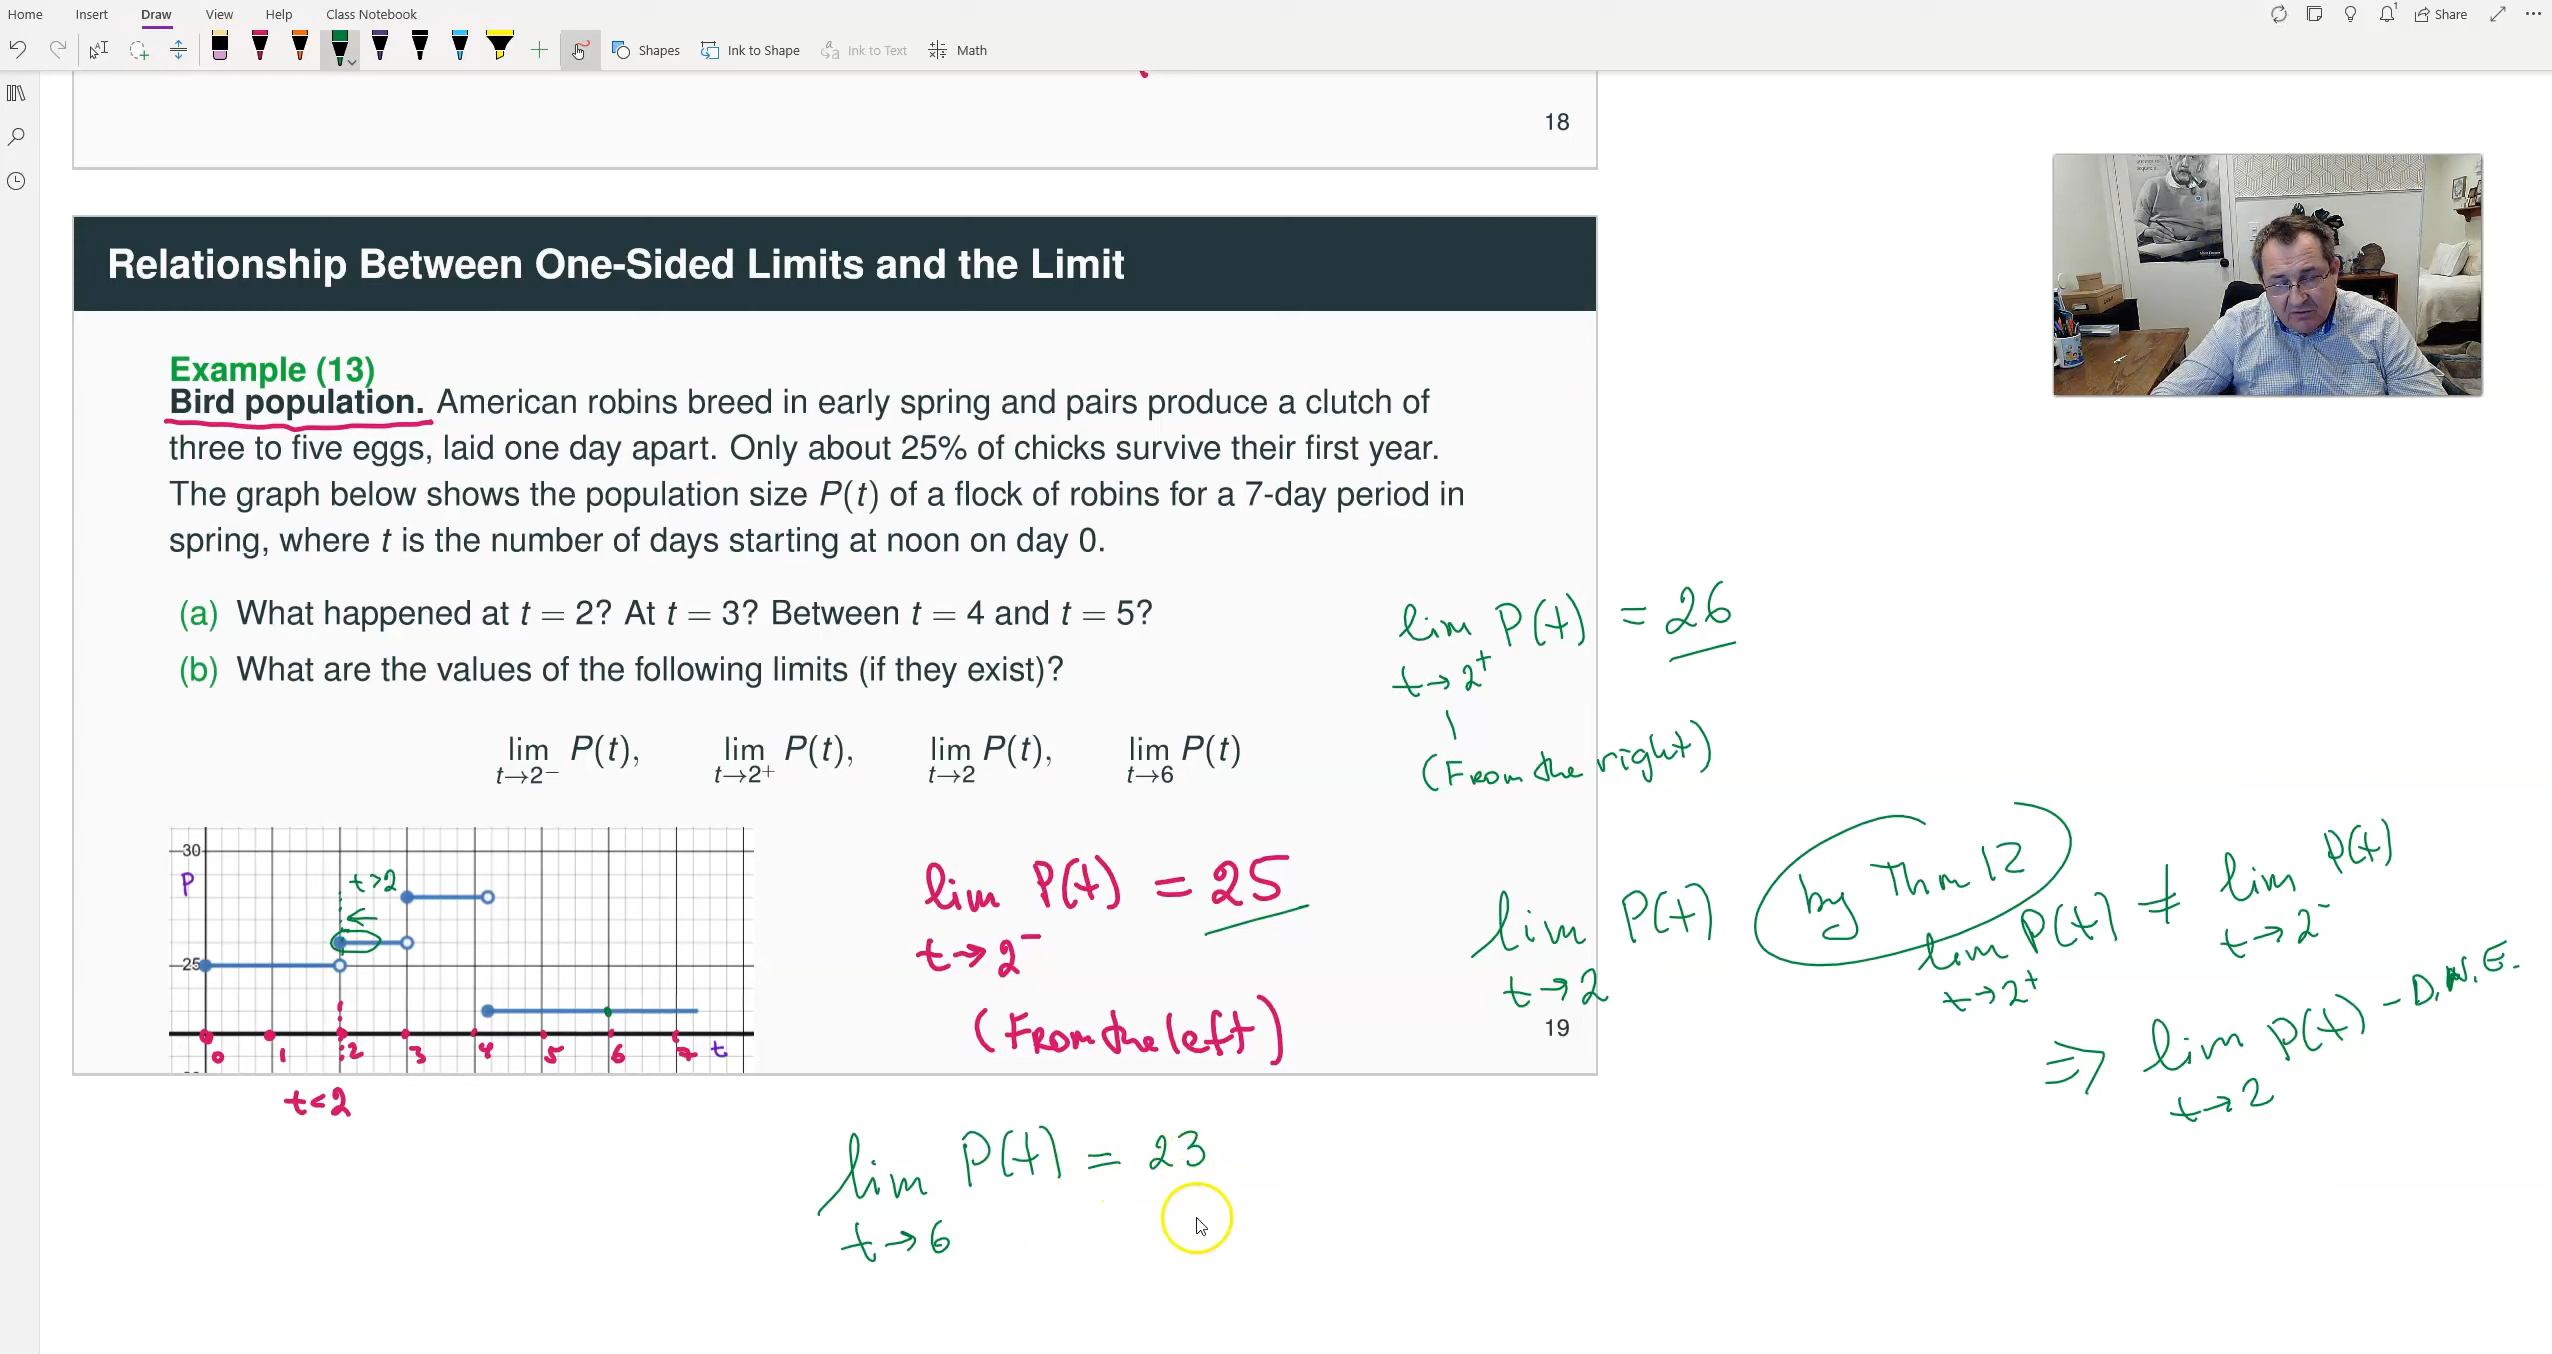 Home Insert Draw View Help Class Notebook
Share
Shapes Ink to Shape Ink to Text Math
18
Relationship Between One-Sided Limits and the Limit
Example (13)
Bird population. American robins breed in early spring and pairs produce a clutch of
three to five eggs, laid one day apart. Only about 25% of chicks survive their first year.
The graph below shows the population size P(t) of a flock of robins for a 7-day period in
spring, where t is the number of days starting at noon on day 0.
(a) What happened at t = 2? At t = 3? Between t = 4 and t = 5?
(b) What are the values of the following limits (if they exist)?
lim P(t), lim P(t), lim P(t), lim P(t)
t→2⁻ t→2⁺ t→2 t→6
lim P(t) = 26
t→2⁺
(From the right)
30
P
t>2
25
0 1 2 3 4 5 6 7 t
t<2
lim P(t) = 25
t→2⁻
(From the left)
lim P(t)
t→2
by Thm 12
lim P(t) ≠ lim P(t)
t→2⁺ t→2⁻
⇒ lim P(t) - D.N.E.
t→2
19
lim P(t) = 23
t→6